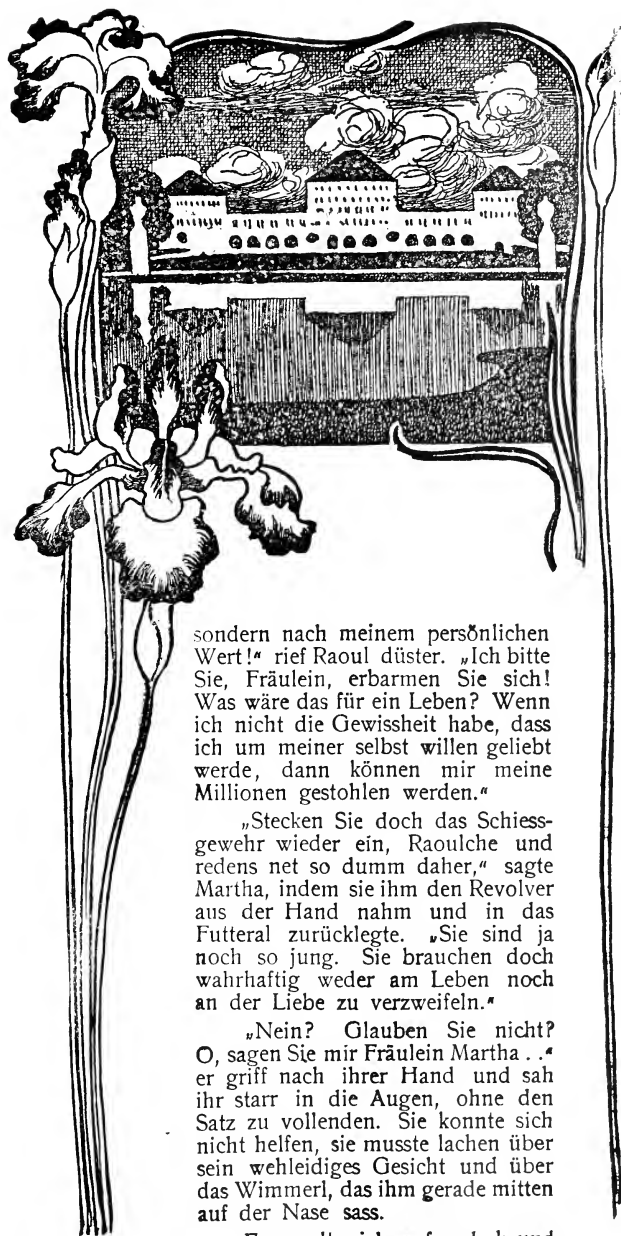 sondern nach meinem persönlichen
Wert!“ rief Raoul düster. „Ich bitte
Sie, Fräulein, erbarmen Sie sich!
Was wäre das für ein Leben? Wenn
ich nicht die Gewissheit habe, dass
ich um meiner selbst willen geliebt
werde, dann können mir meine
Millionen gestohlen werden.“
„Stecken Sie doch das Schiess-
gewehr wieder ein, Raoulche und
redens net so dumm daher,“ sagte
Martha, indem sie ihm den Revolver
aus der Hand nahm und in das
Futteral zurücklegte. „Sie sind ja
noch so jung. Sie brauchen doch
wahrhaftig weder am Leben noch
an der Liebe zu verzweifeln.“
„Nein? Glauben Sie nicht?
O, sagen Sie mir Fräulein Martha . .“
er griff nach ihrer Hand und sah
ihr starr in die Augen, ohne den
Satz zu vollenden. Sie konnte sich
nicht helfen, sie musste lachen über
sein wehleidiges Gesicht und über
das Wimmerl, das ihm gerade mitten
auf der Nase sass.